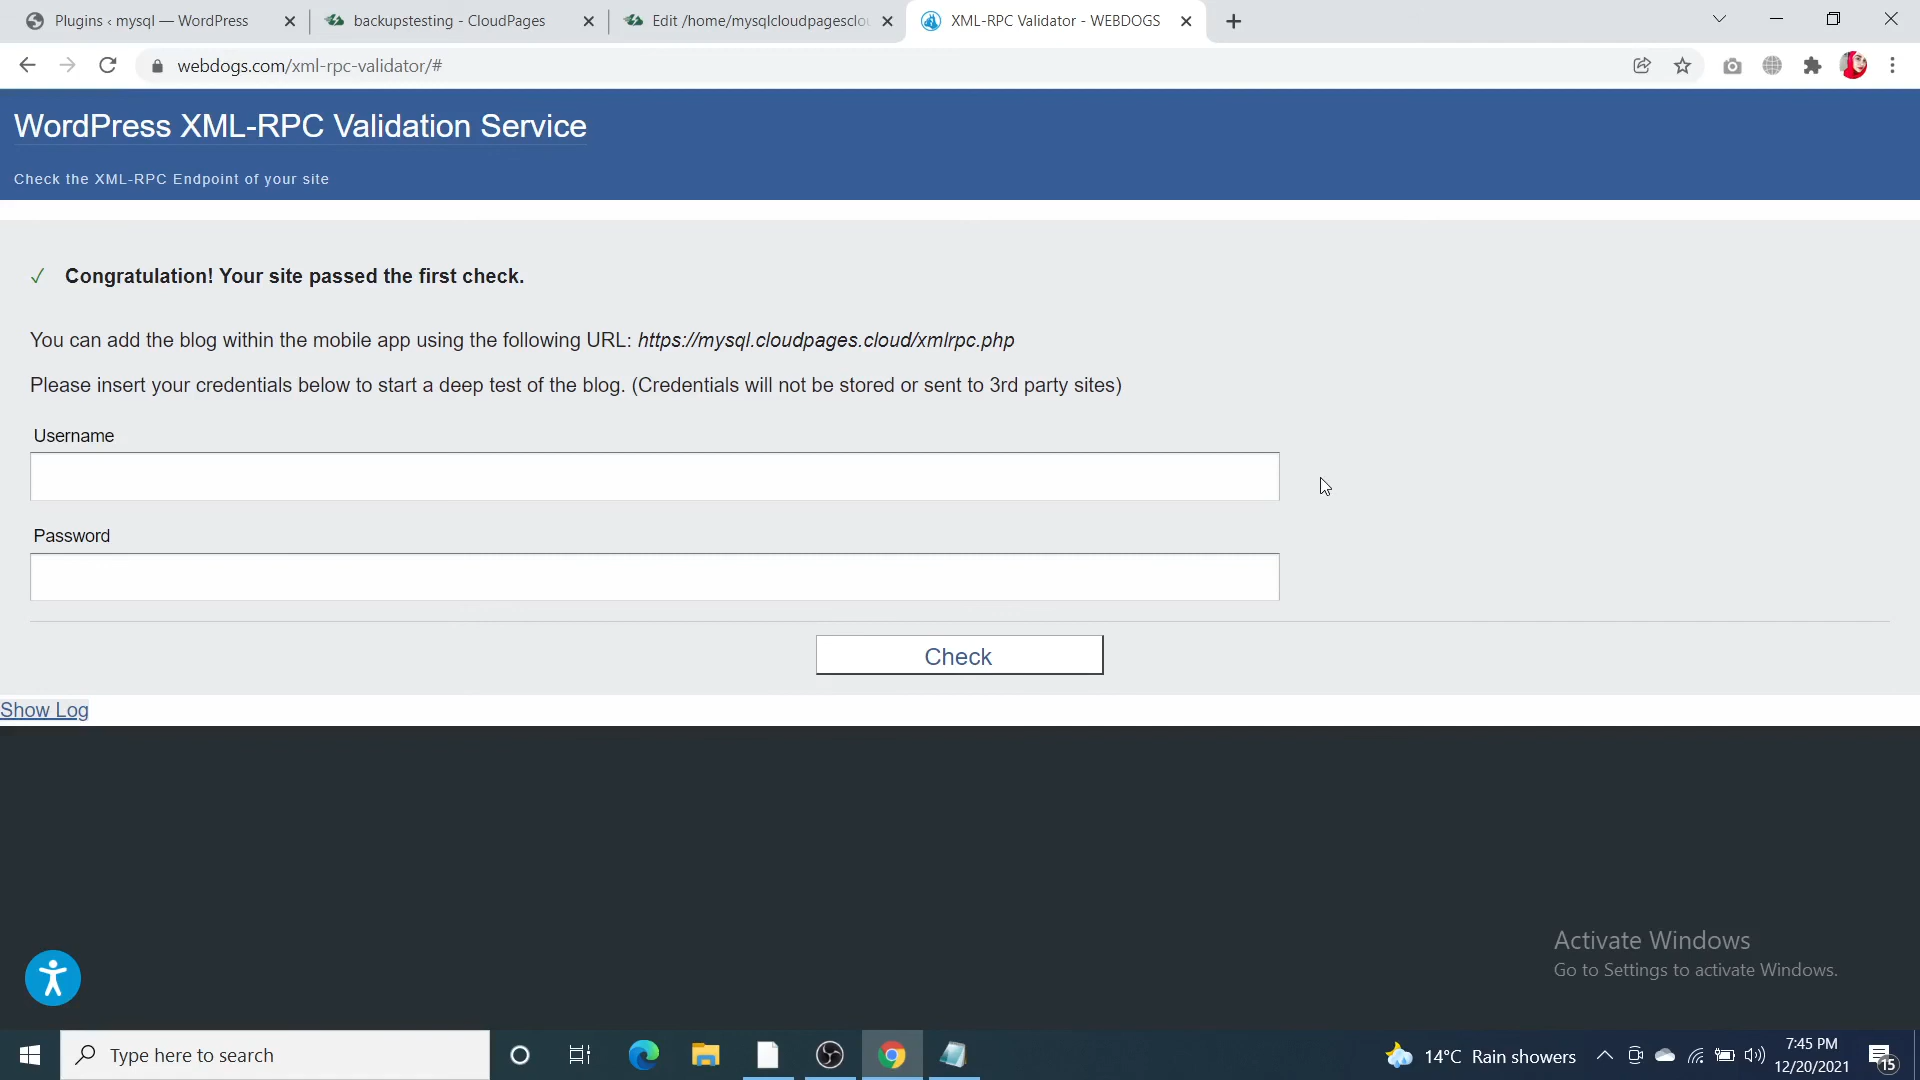 Plugins ‹ mysql — WordPress
backupstesting - CloudPages
Edit /home/mysqlcloudpagesclou
XML-RPC Validator - WEBDOGS
webdogs.com/xml-rpc-validator/#
WordPress XML-RPC Validation Service
Check the XML-RPC Endpoint of your site
✓ Congratulation! Your site passed the first check.
You can add the blog within the mobile app using the following URL: https://mysql.cloudpages.cloud/xmlrpc.php
Please insert your credentials below to start a deep test of the blog. (Credentials will not be stored or sent to 3rd party sites)
Username
Password
Check
Show Log
Activate Windows
Go to Settings to activate Windows.
Type here to search
14°C Rain showers
7:45 PM
12/20/2021
15